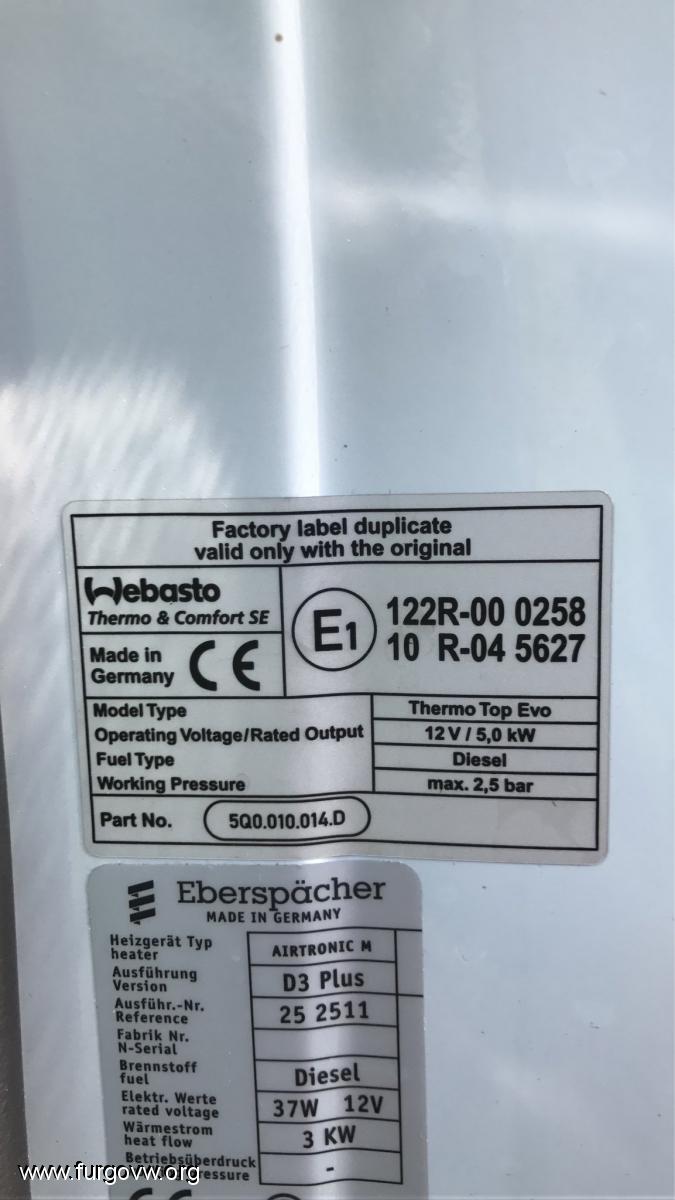 Factory label duplicate
valid only with the original
Webasto
Thermo & Comfort SE
Made in
Germany
CE
E1
122R-00 0258
10 R-04 5627
Model Type Thermo Top Evo
Operating Voltage/Rated Output 12 V / 5,0 kW
Fuel Type Diesel
Working Pressure max. 2,5 bar
Part No. 5Q0.010.014.D
Eberspächer
MADE IN GERMANY
Heizgerät Typ
heater
AIRTRONIC M
Ausführung
Version
D3 Plus
Ausführ.-Nr.
Reference
25 2511
Fabrik Nr.
N-Serial
Brennstoff
fuel
Diesel
Elektr. Werte
rated voltage
37W 12V
Wärmestrom
heat flow
3 KW
Betriebsüberdruck
-
www.furgovw.org